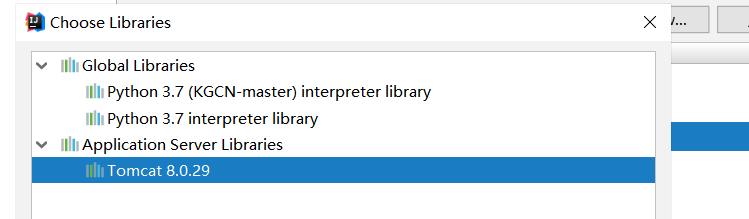 Choose Libraries
Global Libraries
Python 3.7 (KGCN-master) interpreter library
Python 3.7 interpreter library
Application Server Libraries
Tomcat 8.0.29